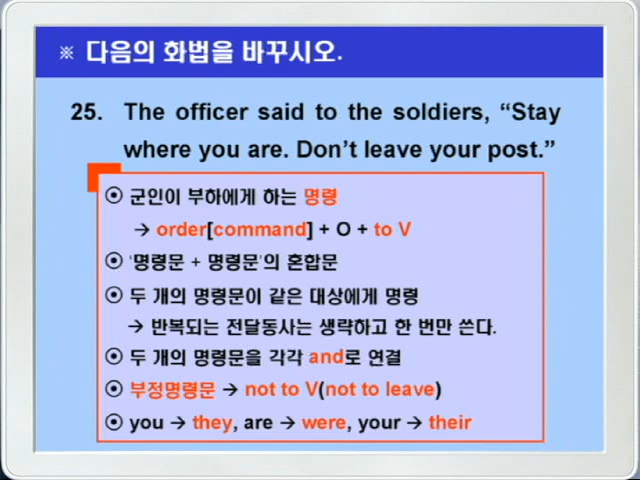 ※ 다음의 화법을 바꾸시오.
25. The officer said to the soldiers, “Stay
where you are. Don’t leave your post.”
⊙ 군인이 부하에게 하는 명령
→ order[command] + O + to V
⊙ ‘명령문 + 명령문’의 혼합문
⊙ 두 개의 명령문이 같은 대상에게 명령
→ 반복되는 전달동사는 생략하고 한 번만 쓴다.
⊙ 두 개의 명령문을 각각 and로 연결
⊙ 부정명령문 → not to V(not to leave)
⊙ you → they, are → were, your → their